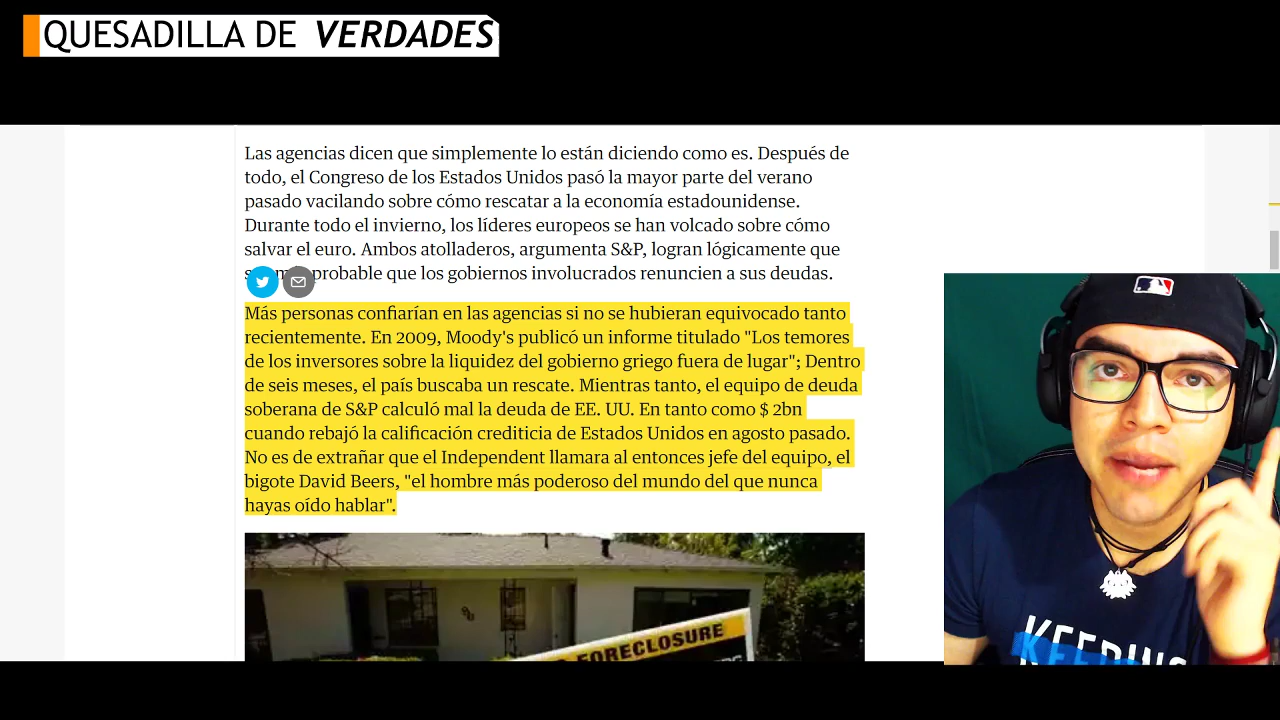 QUESADILLA DE VERDADES
Las agencias dicen que simplemente lo están diciendo como es. Después de
todo, el Congreso de los Estados Unidos pasó la mayor parte del verano
pasado vacilando sobre cómo rescatar a la economía estadounidense.
Durante todo el invierno, los líderes europeos se han volcado sobre cómo
salvar el euro. Ambos atolladeros, argumenta S&P, logran lógicamente que
probable que los gobiernos involucrados renuncien a sus deudas.
Más personas confiarían en las agencias si no se hubieran equivocado tanto
recientemente. En 2009, Moody's publicó un informe titulado "Los temores
de los inversores sobre la liquidez del gobierno griego fuera de lugar"; Dentro
de seis meses, el país buscaba un rescate. Mientras tanto, el equipo de deuda
soberana de S&P calculó mal la deuda de EE. UU. En tanto como $ 2bn
cuando rebajó la calificación crediticia de Estados Unidos en agosto pasado.
No es de extrañar que el Independent llamara al entonces jefe del equipo, el
bigote David Beers, "el hombre más poderoso del mundo del que nunca
hayas oído hablar".
FORECLOSURE
KEEPING